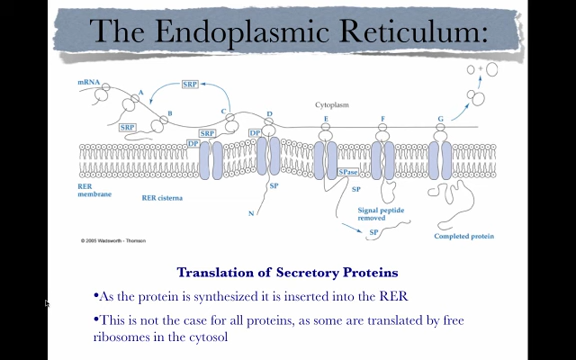 The Endoplasmic Reticulum:
mRNA
A
SRP
B
C
D
Cytoplasm
E
F
G
SRP
SRP
DP
DP
SPase
RER
membrane
RER cisterna
SP
N
SP
Signal peptide
removed
SP
Completed protein
© 2005 Wadsworth - Thomson
Translation of Secretory Proteins
•As the protein is synthesized it is inserted into the RER
•This is not the case for all proteins, as some are translated by free
ribosomes in the cytosol